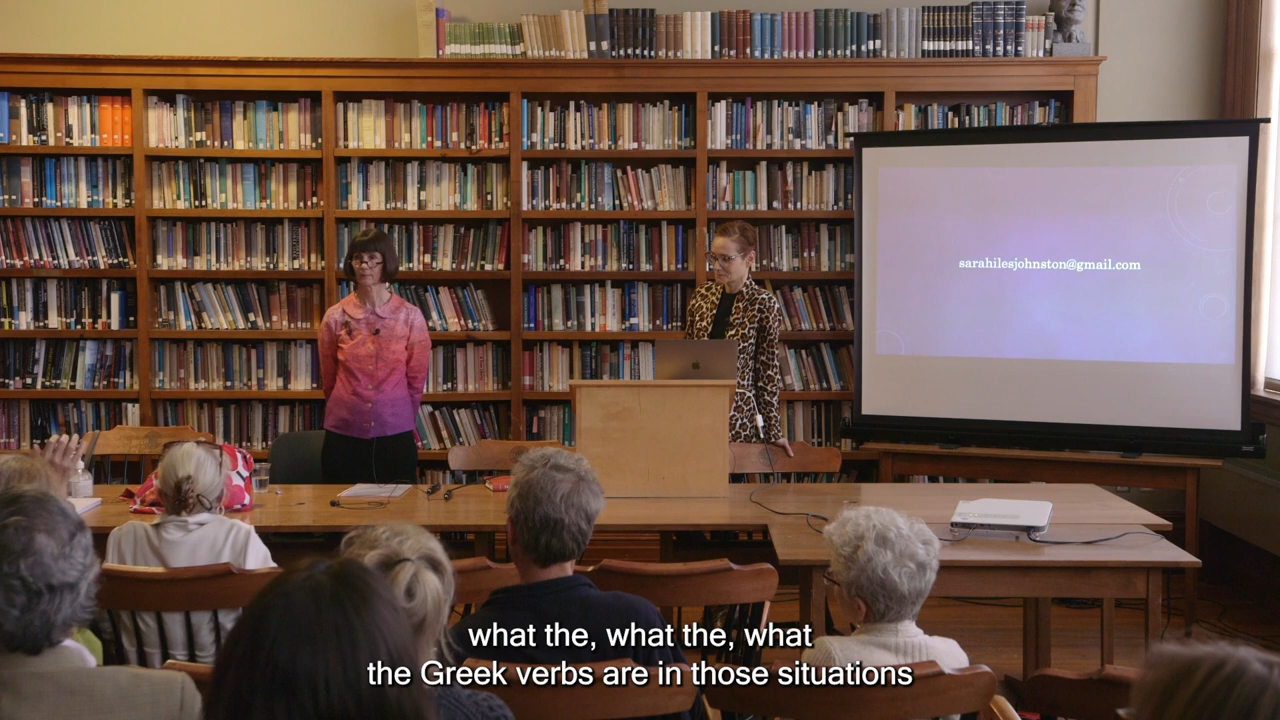 sarahilesjohnston@gmail.com
what the, what the, what
the Greek verbs are in those situations